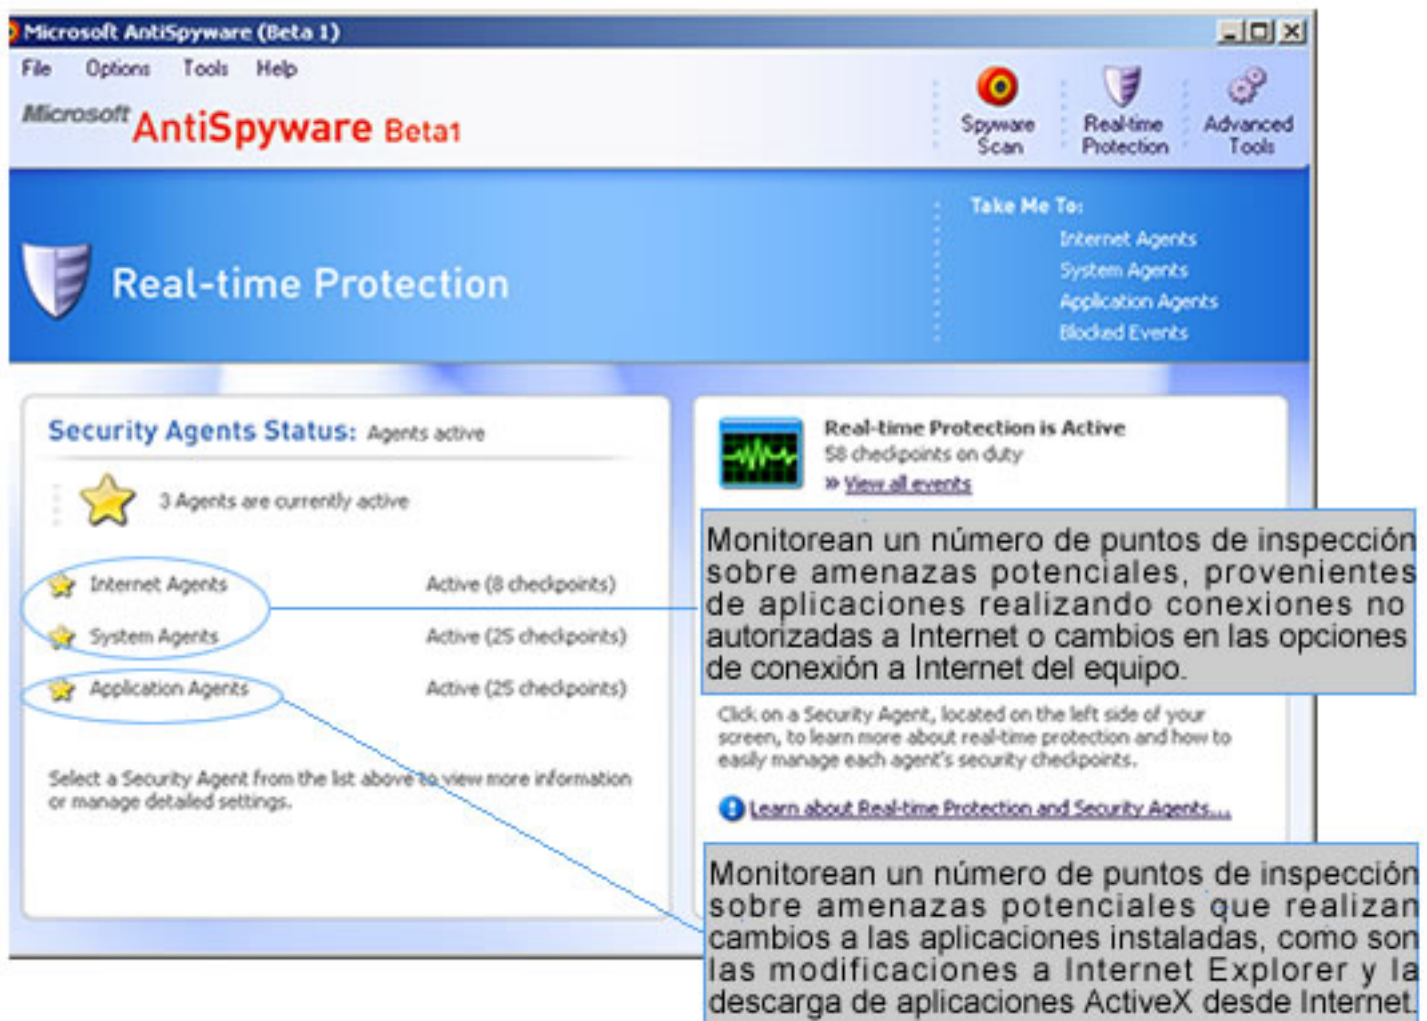 Microsoft AntiSpyware (Beta 1)
File Options Tools Help
Microsoft AntiSpyware Beta1
Spyware Scan
Real-time Protection
Advanced Tools
Take Me To:
Internet Agents
System Agents
Application Agents
Blocked Events
Real-time Protection
Security Agents Status: Agents active
3 Agents are currently active
Internet Agents Active (8 checkpoints)
System Agents Active (25 checkpoints)
Application Agents Active (25 checkpoints)
Select a Security Agent from the list above to view more information
or manage detailed settings.
Real-time Protection is Active
58 checkpoints on duty
» View all events
Monitorean un número de puntos de inspección
sobre amenazas potenciales, provenientes
de aplicaciones realizando conexiones no
autorizadas a Internet o cambios en las opciones
de conexión a Internet del equipo.
Click on a Security Agent, located on the left side of your
screen, to learn more about real-time protection and how to
easily manage each agent's security checkpoints.
Learn about Real-time Protection and Security Agents...
Monitorean un número de puntos de inspección
sobre amenazas potenciales que realizan
cambios a las aplicaciones instaladas, como son
las modificaciones a Internet Explorer y la
descarga de aplicaciones ActiveX desde Internet.